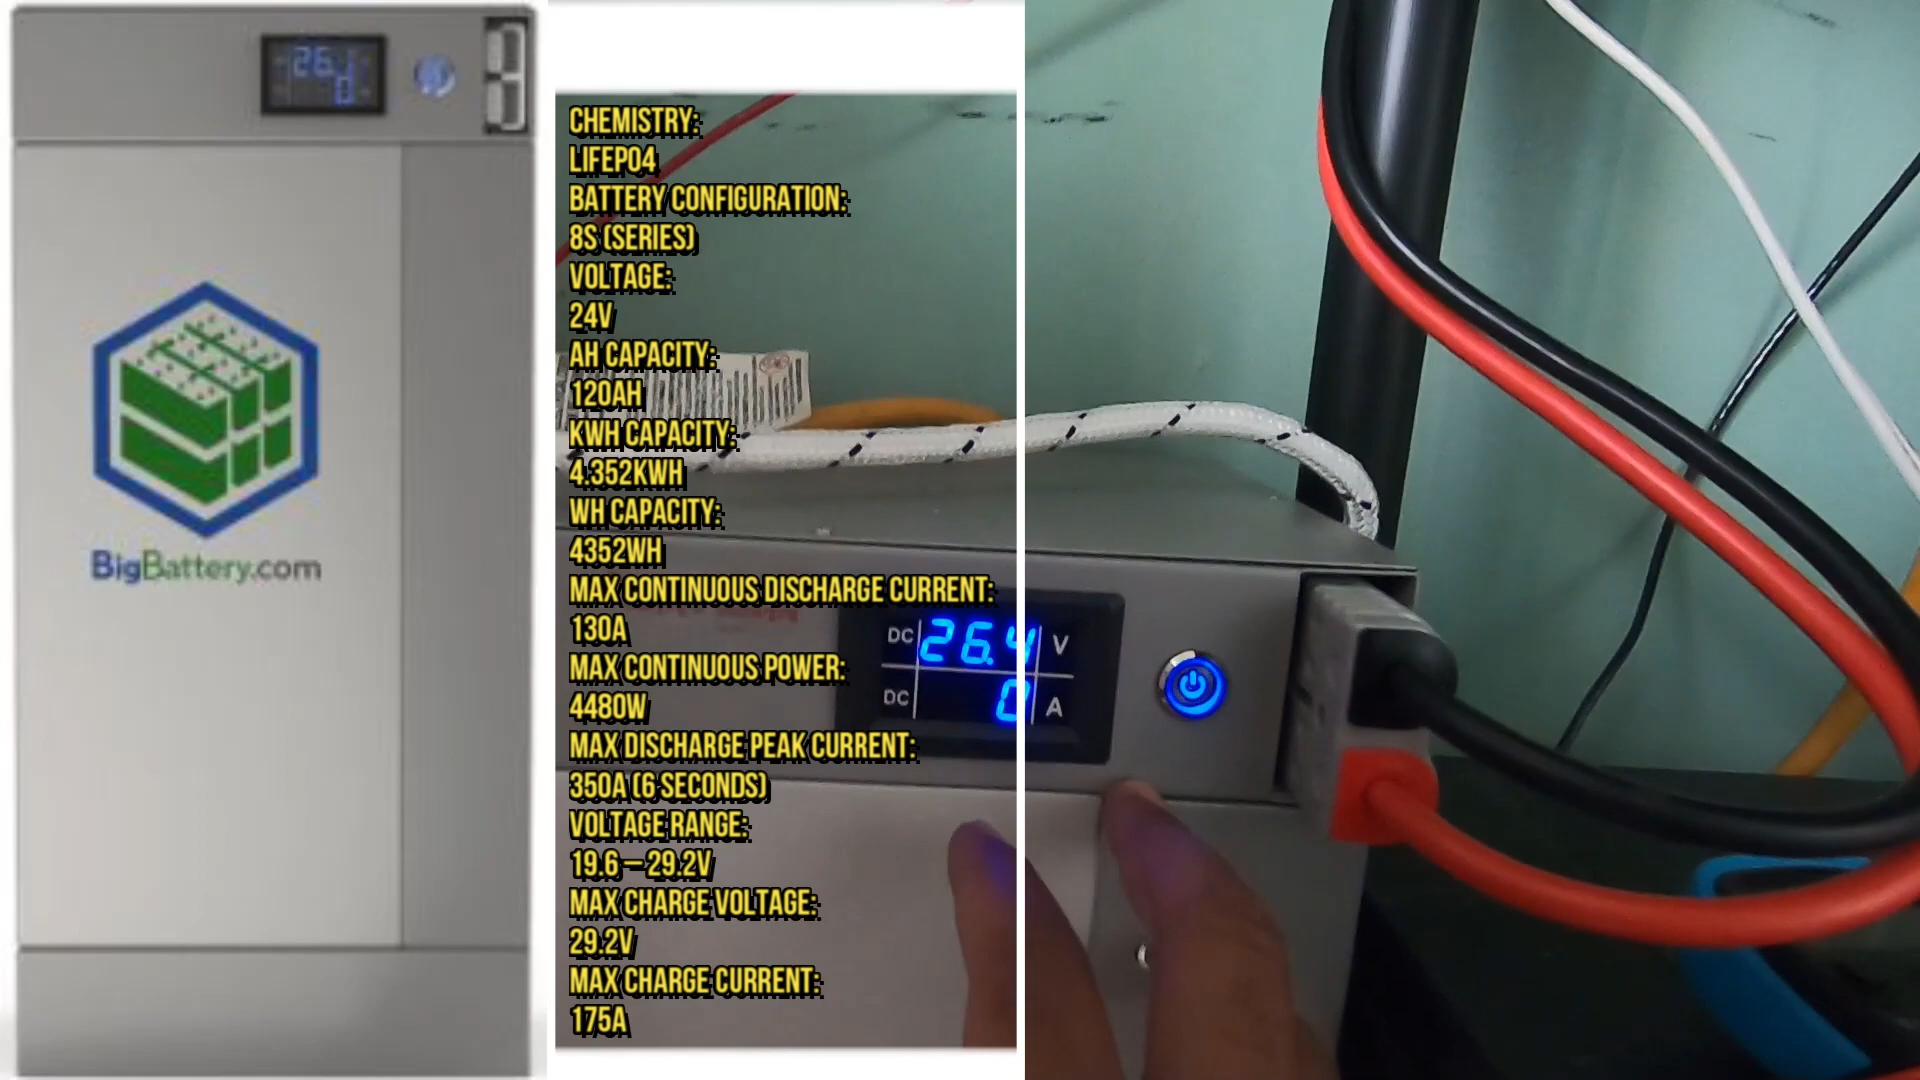 26.
BigBattery.com
CHEMISTRY:
LIFEPO4
BATTERY CONFIGURATION:
8S (SERIES)
VOLTAGE:
24V
AH CAPACITY:
120AH
KWH CAPACITY:
4.352KWH
WH CAPACITY:
4352WH
MAX CONTINUOUS DISCHARGE CURRENT:
130A
MAX CONTINUOUS POWER:
4480W
MAX DISCHARGE PEAK CURRENT:
350A (6 SECONDS)
VOLTAGE RANGE:
19.6 – 29.2V
MAX CHARGE VOLTAGE:
29.2V
MAX CHARGE CURRENT:
175A
DC 26.4 V
DC 0 A